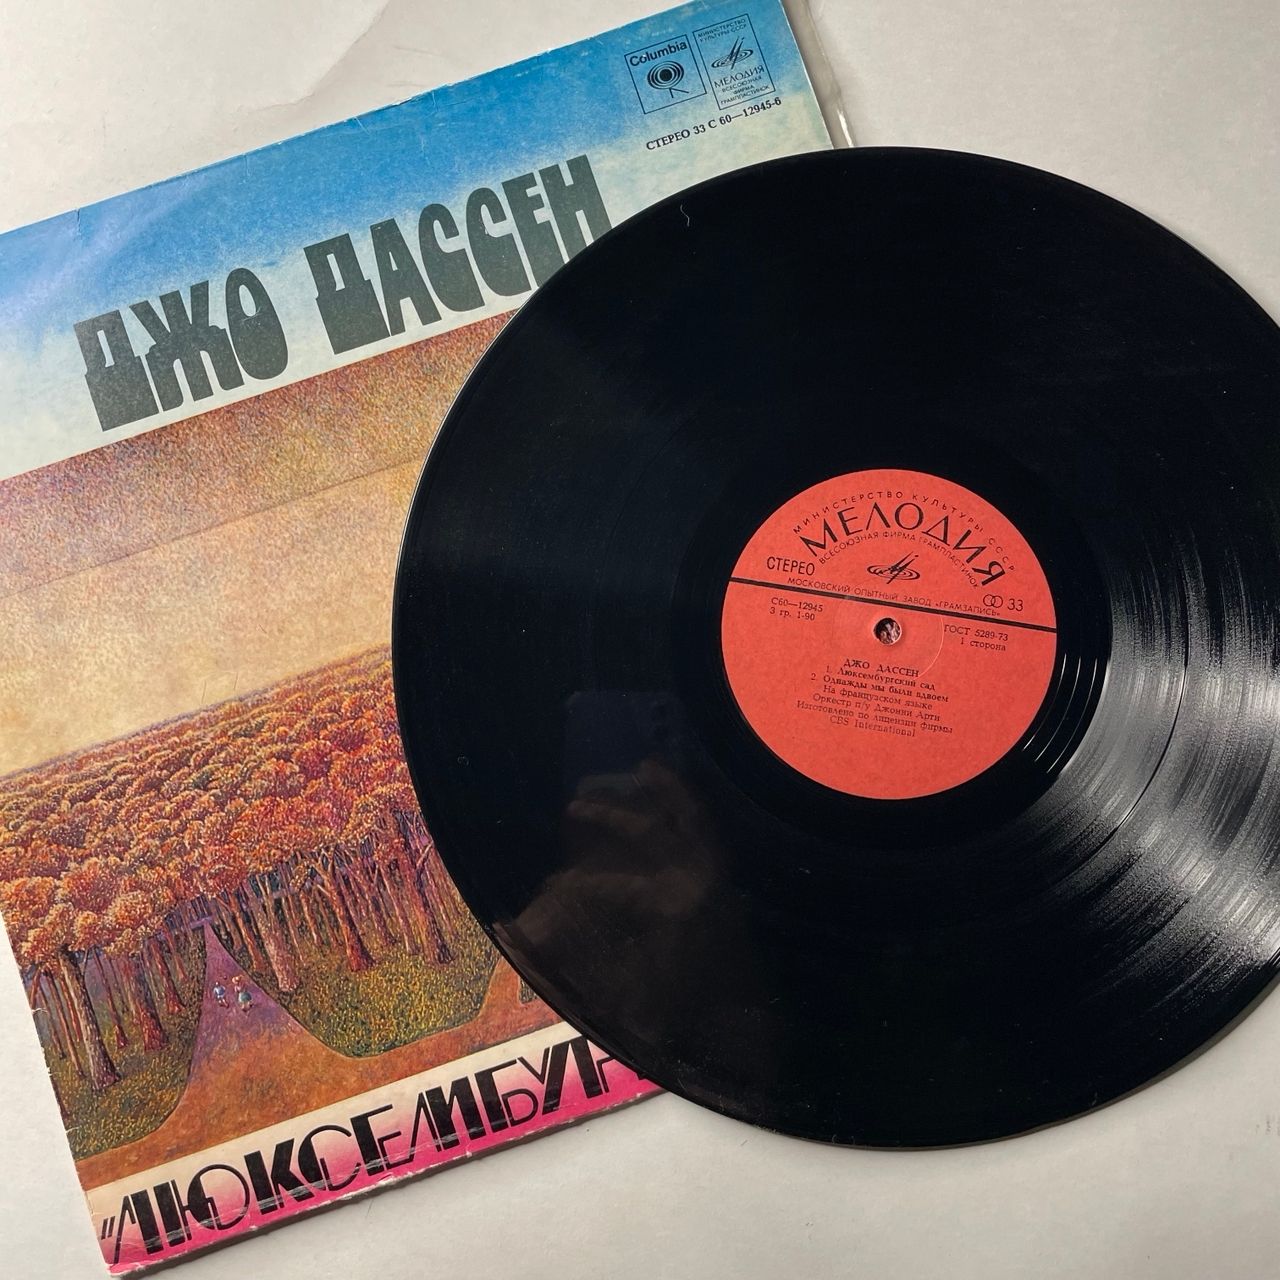 Columbia
МИНИСТЕРСТВО
КУЛЬТУРЫ СССР
МЕЛОДИЯ
ВСЕСОЮЗНАЯ
ФИРМА
ГРАМПЛАСТИНОК
СТЕРЕО 33 С 60—12945-6
ДЖО ДАССЕН
"ЛЮКСЕМБУР
МИНИСТЕРСТВО КУЛЬТУРЫ СССР
МЕЛОДИЯ
ВСЕСОЮЗНАЯ ФИРМА ГРАМПЛАСТИНОК
СТЕРЕО
33
МОСКОВСКИЙ ОПЫТНЫЙ ЗАВОД «ГРАМЗАПИСЬ»
С60—12945
3 гр. 1-90
ГОСТ 5289-73
1 сторона
ДЖО ДАССЕН
1. Люксембургский сад
2. Однажды мы были вдвоем
На французском языке
Оркестр п/у Джонни Арти
Изготовлено по лицензии фирмы
CBS International